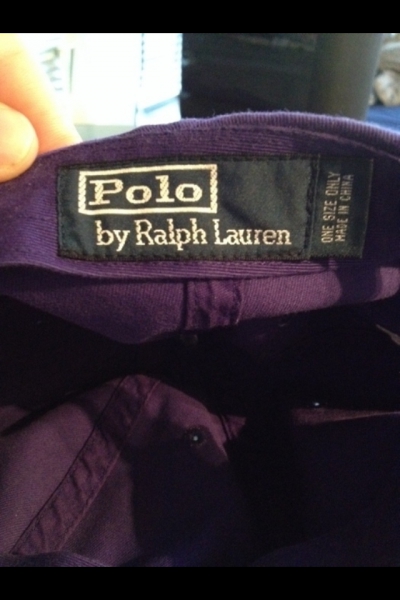 Polo
by Ralph Lauren
ONE SIZE ONLY
MADE IN CHINA